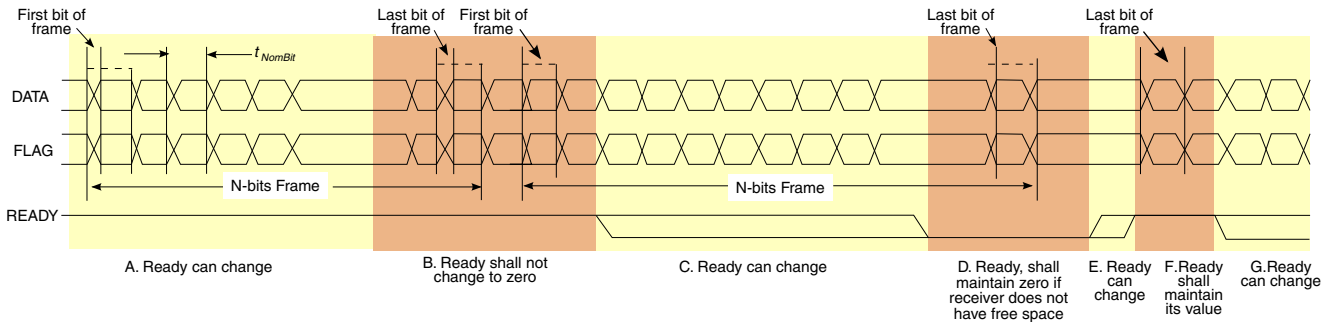 First bit of
frame
t NomBit
Last bit of
frame
First bit of
frame
Last bit of
frame
Last bit of
frame
DATA
FLAG
N-bits Frame
N-bits Frame
READY
A. Ready can change
B. Ready shall not
change to zero
C. Ready can change
D. Ready, shall
maintain zero if
receiver does not
have free space
E. Ready
can
change
F.Ready
shall
maintain
its value
G.Ready
can change